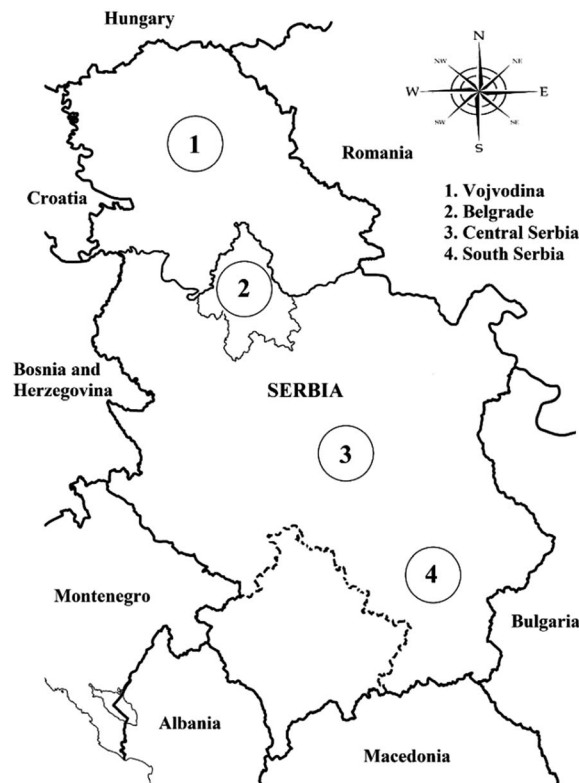 Hungary
N
NW
NE
W
E
SW
SE
S
1
Romania
Croatia
1. Vojvodina
2. Belgrade
3. Central Serbia
4. South Serbia
2
Bosnia and
Herzegovina
SERBIA
3
4
Montenegro
Bulgaria
Albania
Macedonia